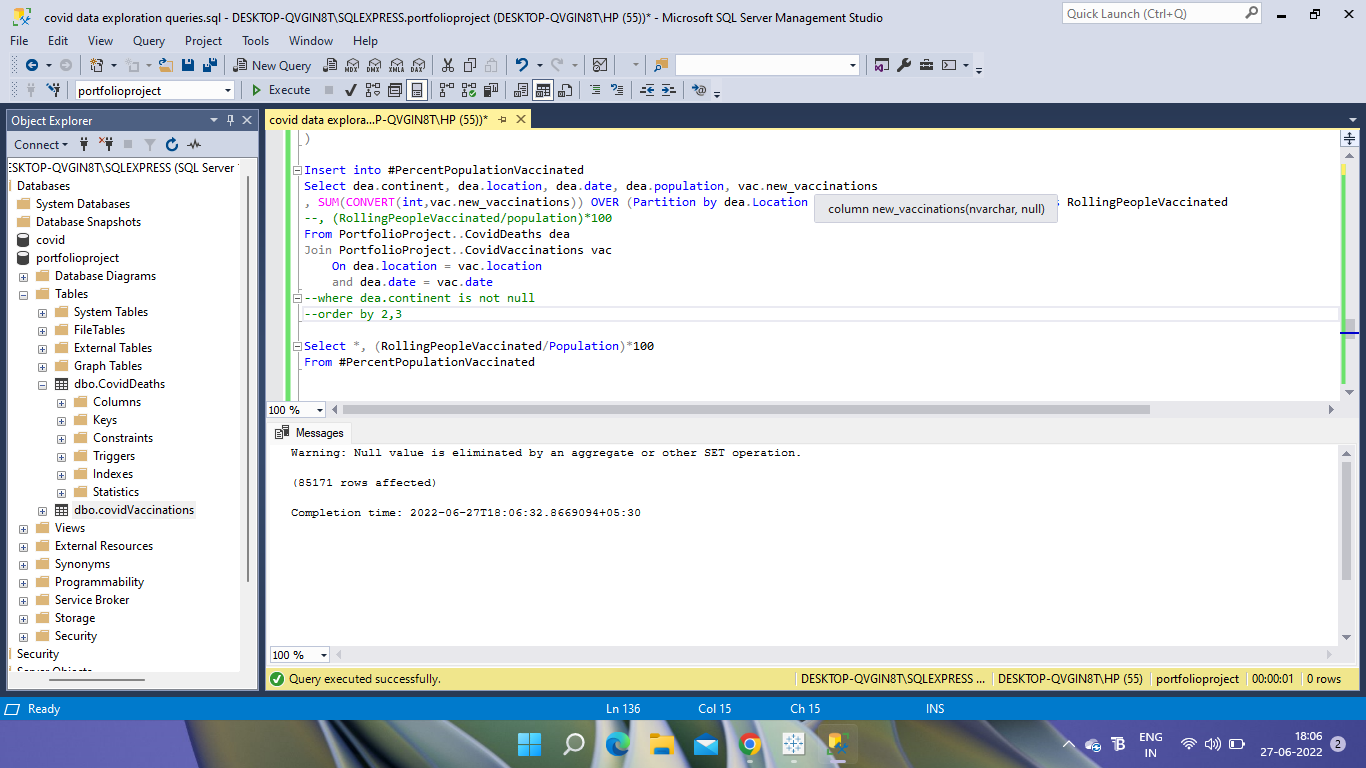 covid data exploration queries.sql - DESKTOP-QVGIN8T\SQLEXPRESS.portfolioproject (DESKTOP-QVGIN8T\HP (55))* - Microsoft SQL Server Management Studio
Quick Launch (Ctrl+Q)
File Edit View Query Project Tools Window Help
New Query MDX DMX XMLA DAX
portfolioproject Execute
Object Explorer
Connect
ESKTOP-QVGIN8T\SQLEXPRESS (SQL Server
Databases
System Databases
Database Snapshots
covid
portfolioproject
Database Diagrams
Tables
System Tables
FileTables
External Tables
Graph Tables
dbo.CovidDeaths
Columns
Keys
Constraints
Triggers
Indexes
Statistics
dbo.covidVaccinations
Views
External Resources
Synonyms
Programmability
Service Broker
Storage
Security
Security
Server Objects
covid data explora...P-QVGIN8T\HP (55))*
)
Insert into #PercentPopulationVaccinated
Select dea.continent, dea.location, dea.date, dea.population, vac.new_vaccinations
, SUM(CONVERT(int,vac.new_vaccinations)) OVER (Partition by dea.Location s RollingPeopleVaccinated
column new_vaccinations(nvarchar, null)
--, (RollingPeopleVaccinated/population)*100
From PortfolioProject..CovidDeaths dea
Join PortfolioProject..CovidVaccinations vac
On dea.location = vac.location
and dea.date = vac.date
--where dea.continent is not null
--order by 2,3
Select *, (RollingPeopleVaccinated/Population)*100
From #PercentPopulationVaccinated
100 %
Messages
Warning: Null value is eliminated by an aggregate or other SET operation.
(85171 rows affected)
Completion time: 2022-06-27T18:06:32.8669094+05:30
100 %
Query executed successfully. DESKTOP-QVGIN8T\SQLEXPRESS ... DESKTOP-QVGIN8T\HP (55) portfolioproject 00:00:01 0 rows
Ready Ln 136 Col 15 Ch 15 INS
ENG
IN
18:06
27-06-2022
2